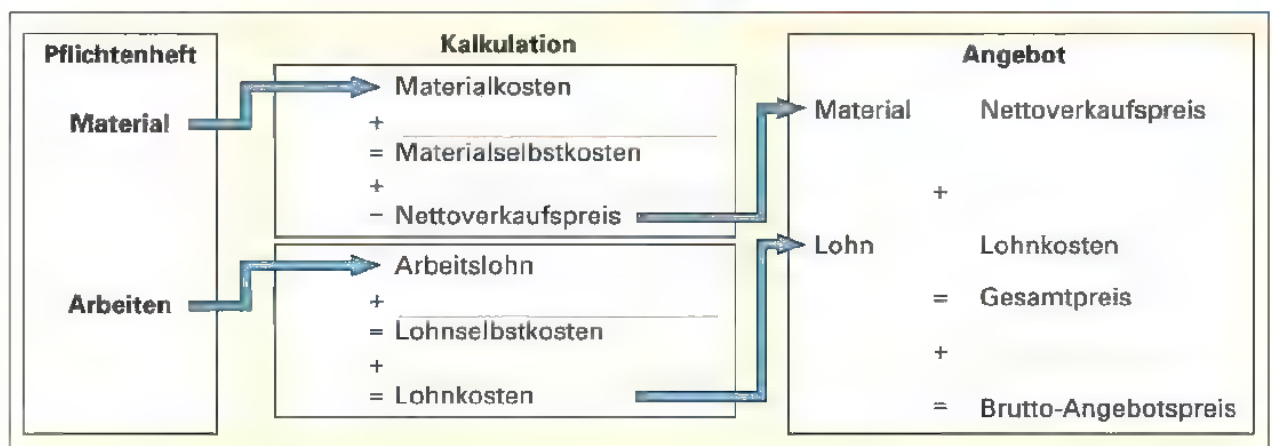 Pflichtenheft
Material
Arbeiten
Kalkulation
Materialkosten
+
= Materialselbstkosten
+
– Nettoverkaufspreis
Arbeitslohn
+
= Lohnselbstkosten
+
= Lohnkosten
Angebot
Material Nettoverkaufspreis
+
Lohn Lohnkosten
= Gesamtpreis
+
= Brutto-Angebotspreis